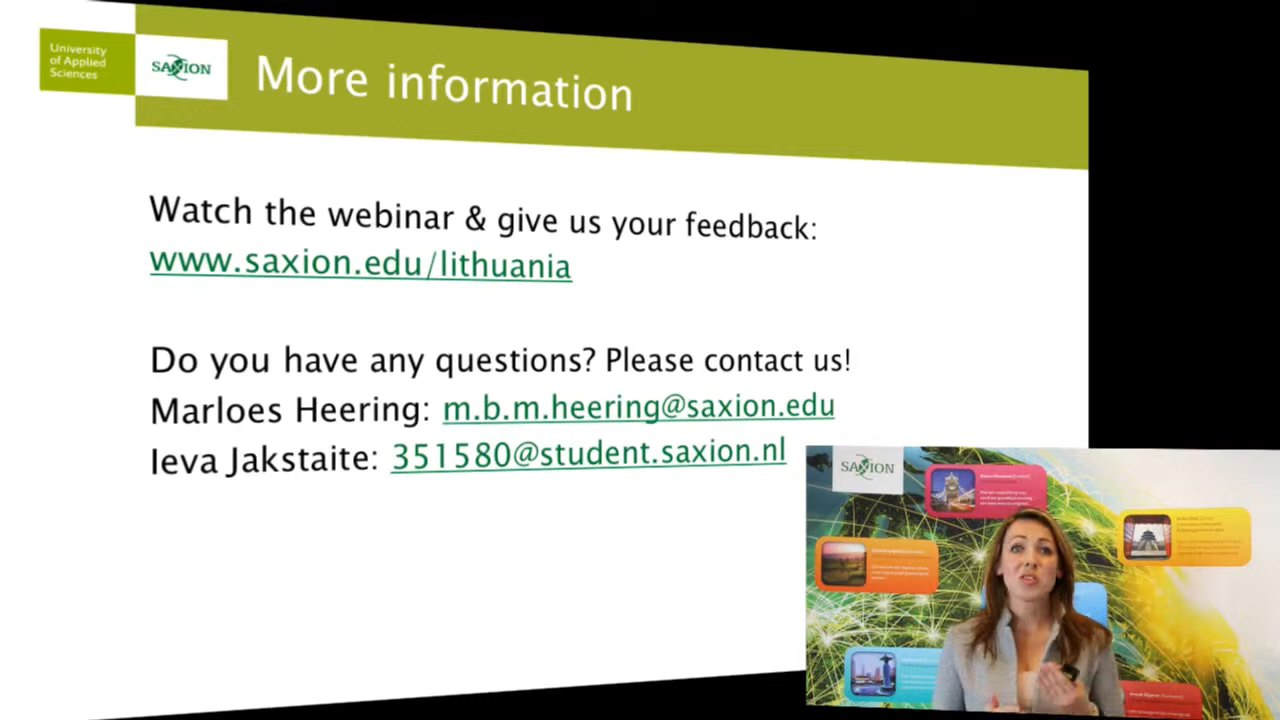 University
of Applied
Sciences
SAXION
More information
Watch the webinar & give us your feedback:
www.saxion.edu/lithuania
Do you have any questions? Please contact us!
Marloes Heering: m.b.m.heering@saxion.edu
Ieva Jakstaite: 351580@student.saxion.nl
SAXION